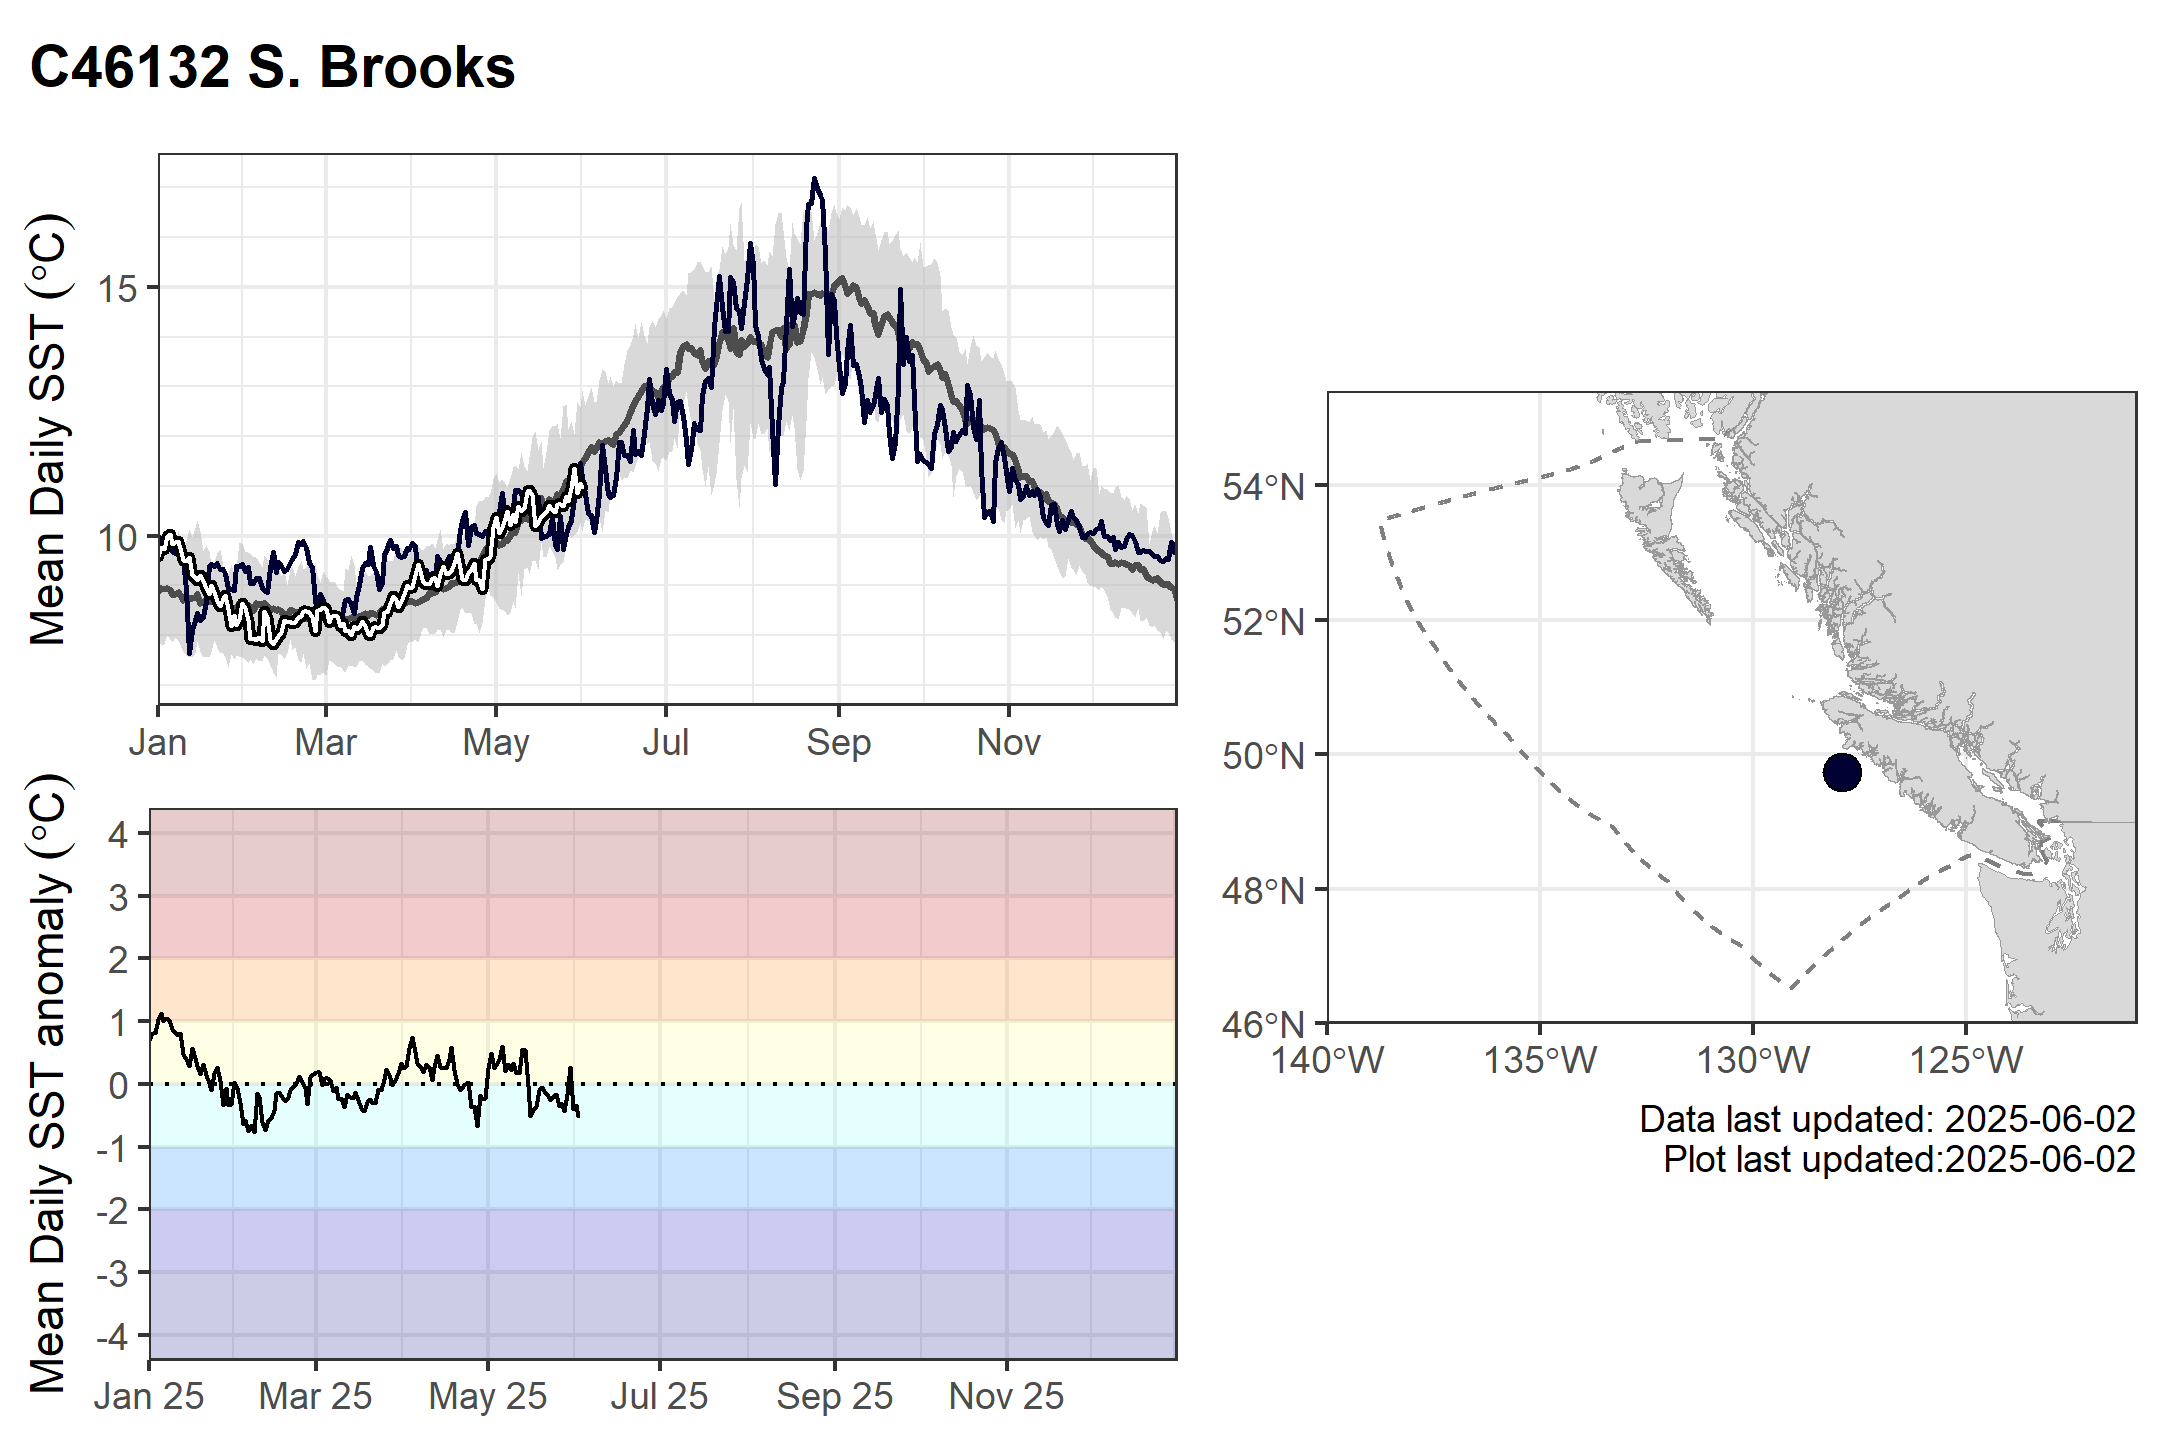 C46132 S. Brooks
Mean Daily SST (°C)
15
10
Jan Mar May Jul Sep Nov
Mean Daily SST anomaly (°C)
4
3
2
1
0
-1
-2
-3
-4
Jan 25 Mar 25 May 25 Jul 25 Sep 25 Nov 25
54°N
52°N
50°N
48°N
46°N
140°W 135°W 130°W 125°W
Data last updated: 2025-06-02
Plot last updated:2025-06-02